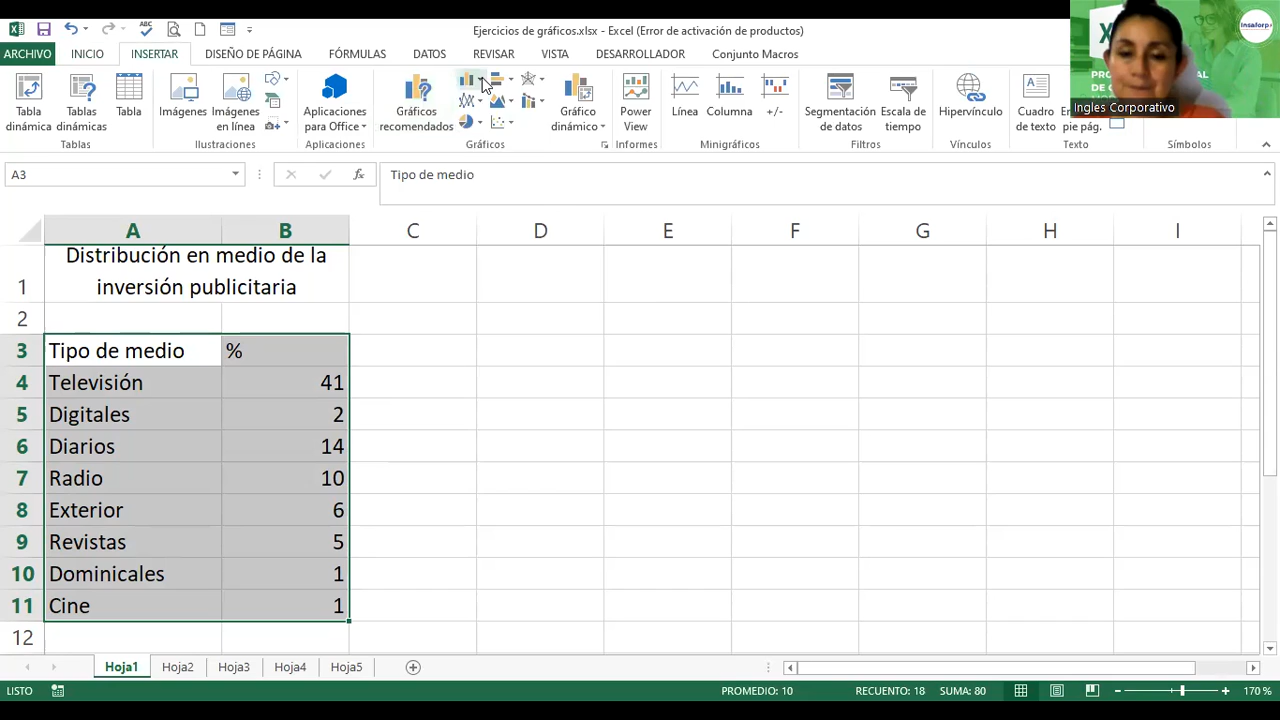 Ejercicios de gráficos.xlsx - Excel (Error de activación de productos)
ARCHIVO INICIO INSERTAR DISEÑO DE PÁGINA FÓRMULAS DATOS REVISAR VISTA DESARROLLADOR Conjunto Macros
Tabla dinámica
Tablas dinámicas
Tabla
Imágenes
Imágenes en línea
Aplicaciones para Office
Gráficos recomendados
Gráfico dinámico
Power View
Línea
Columna
+/-
Segmentación de datos
Escala de tiempo
Hipervínculo
Cuadro de texto
pie pág.
Tablas Ilustraciones Aplicaciones Gráficos Informes Minigráficos Filtros Vínculos Texto Símbolos
Insaforp
Ingles Corporativo
A3 fx Tipo de medio
A B C D E F G H I
1 Distribución en medio de la
inversión publicitaria
2
3 Tipo de medio %
4 Televisión 41
5 Digitales 2
6 Diarios 14
7 Radio 10
8 Exterior 6
9 Revistas 5
10 Dominicales 1
11 Cine 1
12
Hoja1 Hoja2 Hoja3 Hoja4 Hoja5
LISTO PROMEDIO: 10 RECUENTO: 18 SUMA: 80 170 %